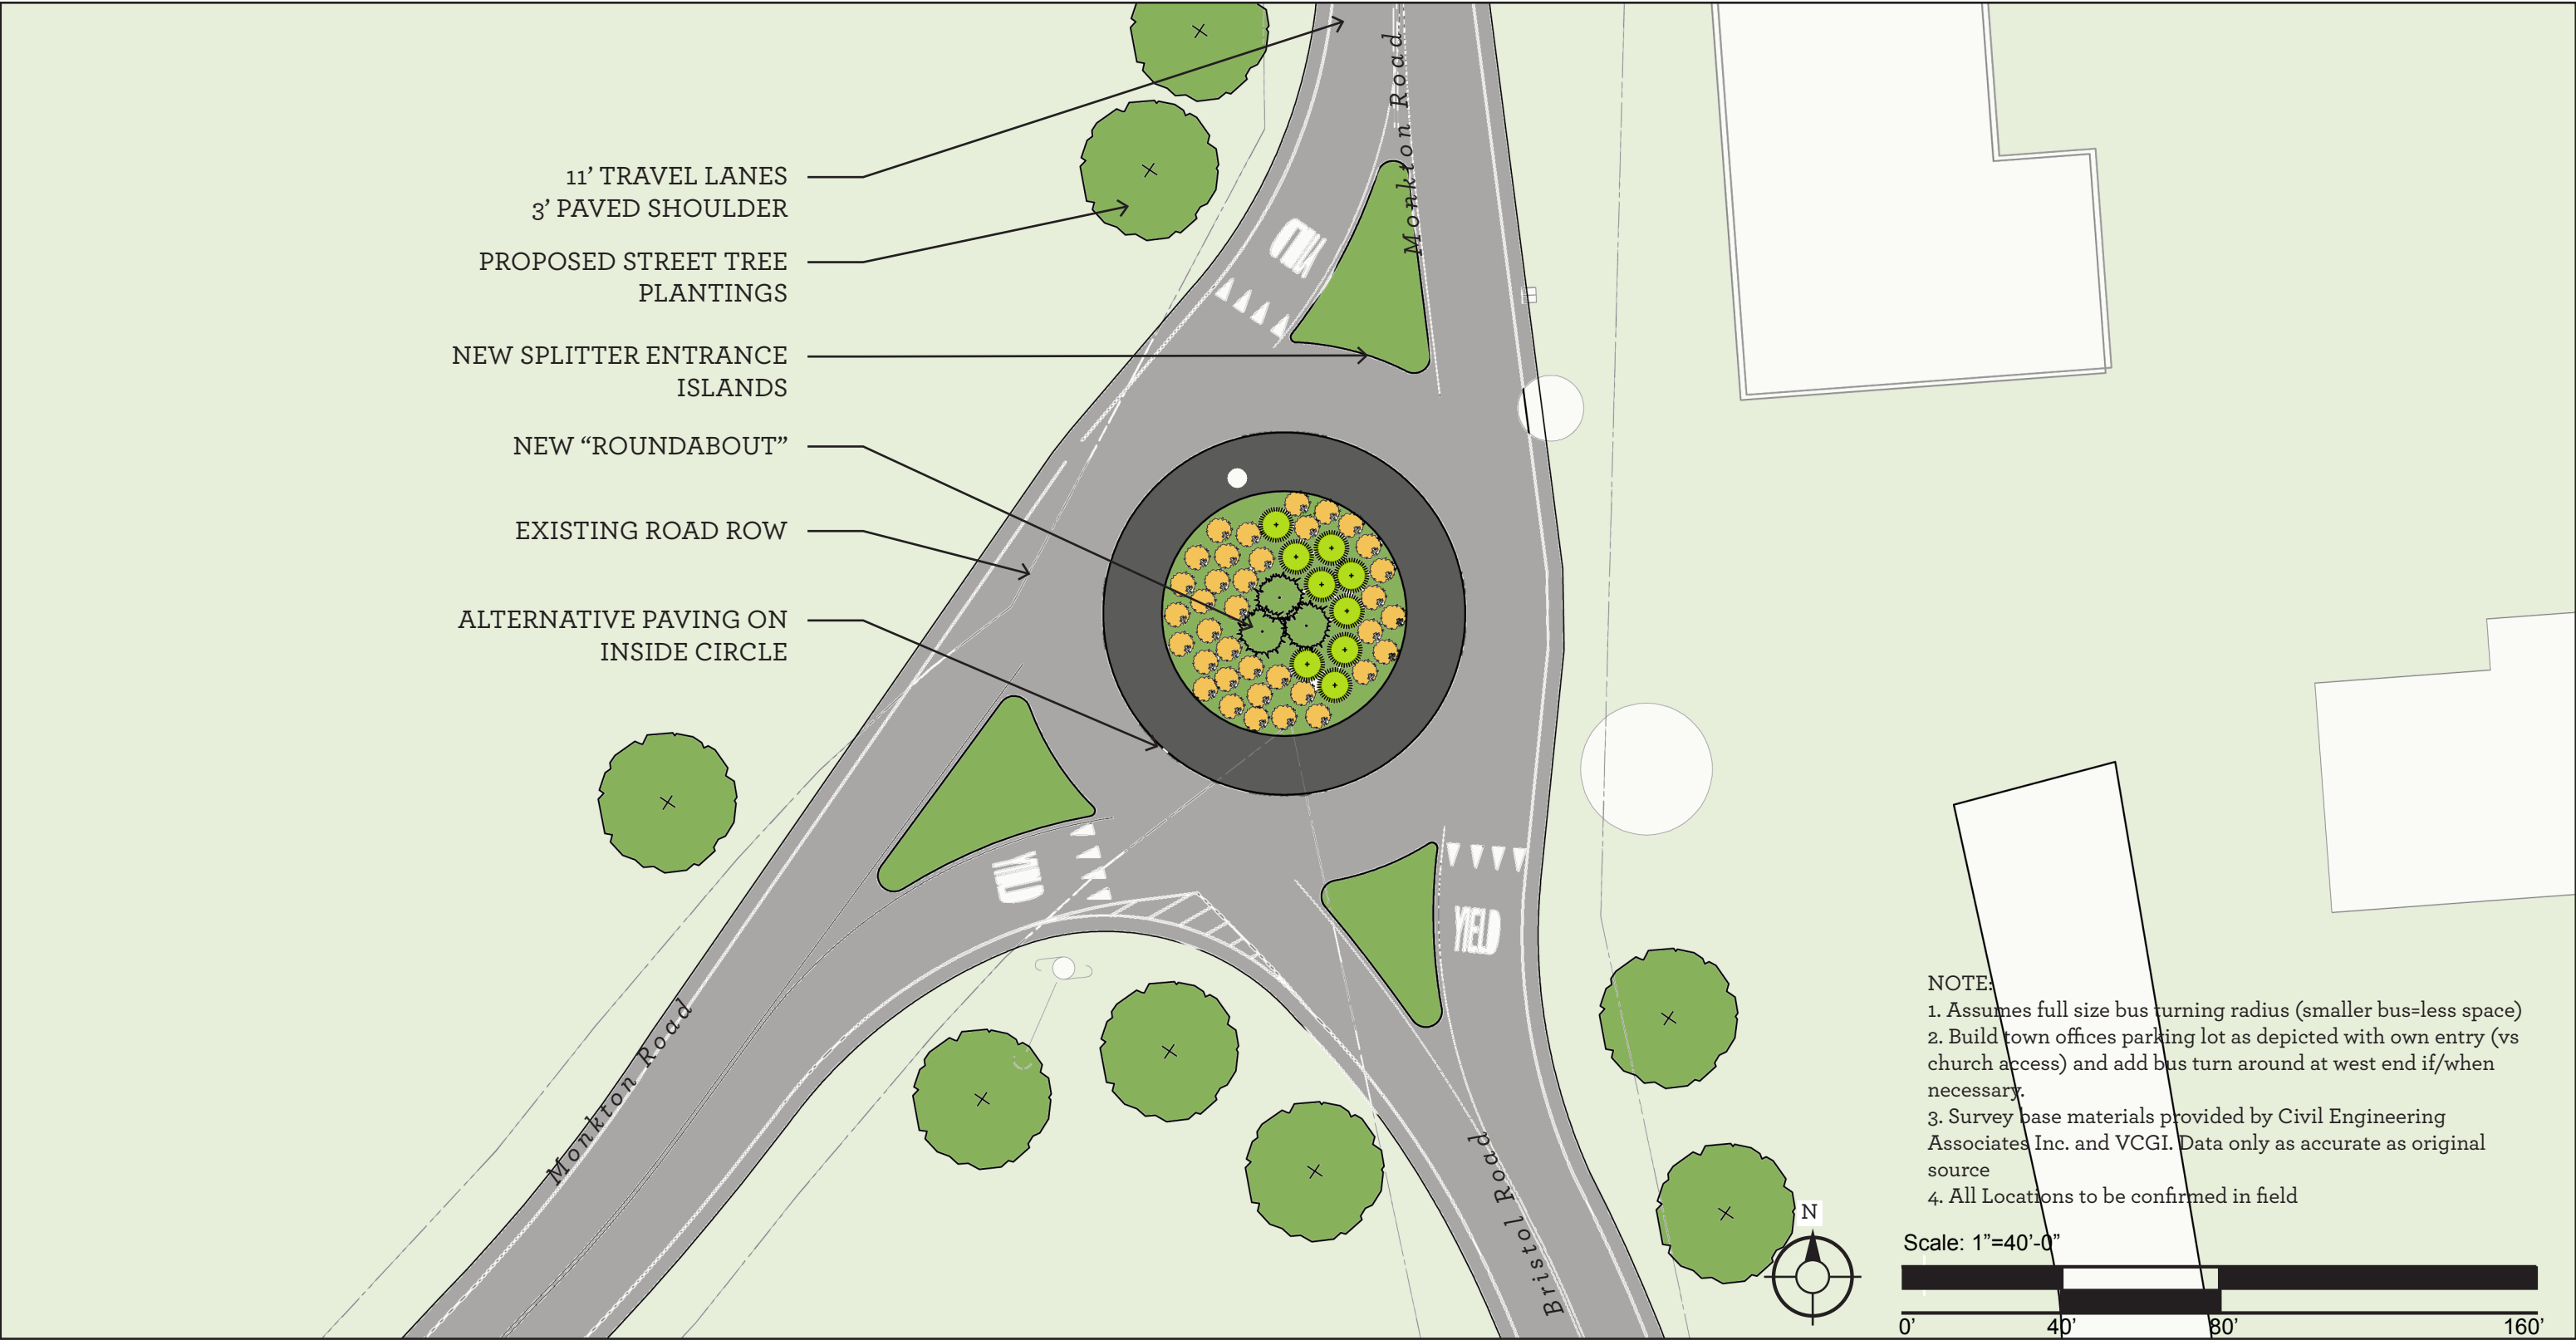 Monkton Road
11’ TRAVEL LANES
3’ PAVED SHOULDER
PROPOSED STREET TREE
PLANTINGS
NEW SPLITTER ENTRANCE
ISLANDS
NEW “ROUNDABOUT”
EXISTING ROAD ROW
ALTERNATIVE PAVING ON
INSIDE CIRCLE
Monkton Road
YIELD
YIELD
YIELD
Monkton Road
Bristol Road
NOTE:
1. Assumes full size bus turning radius (smaller bus=less space)
2. Build town offices parking lot as depicted with own entry (vs
church access) and add bus turn around at west end if/when
necessary.
3. Survey base materials provided by Civil Engineering
Associates Inc. and VCGI. Data only as accurate as original
source
4. All Locations to be confirmed in field
N
Scale: 1”=40’-0”
0’ 40’ 80’ 160’